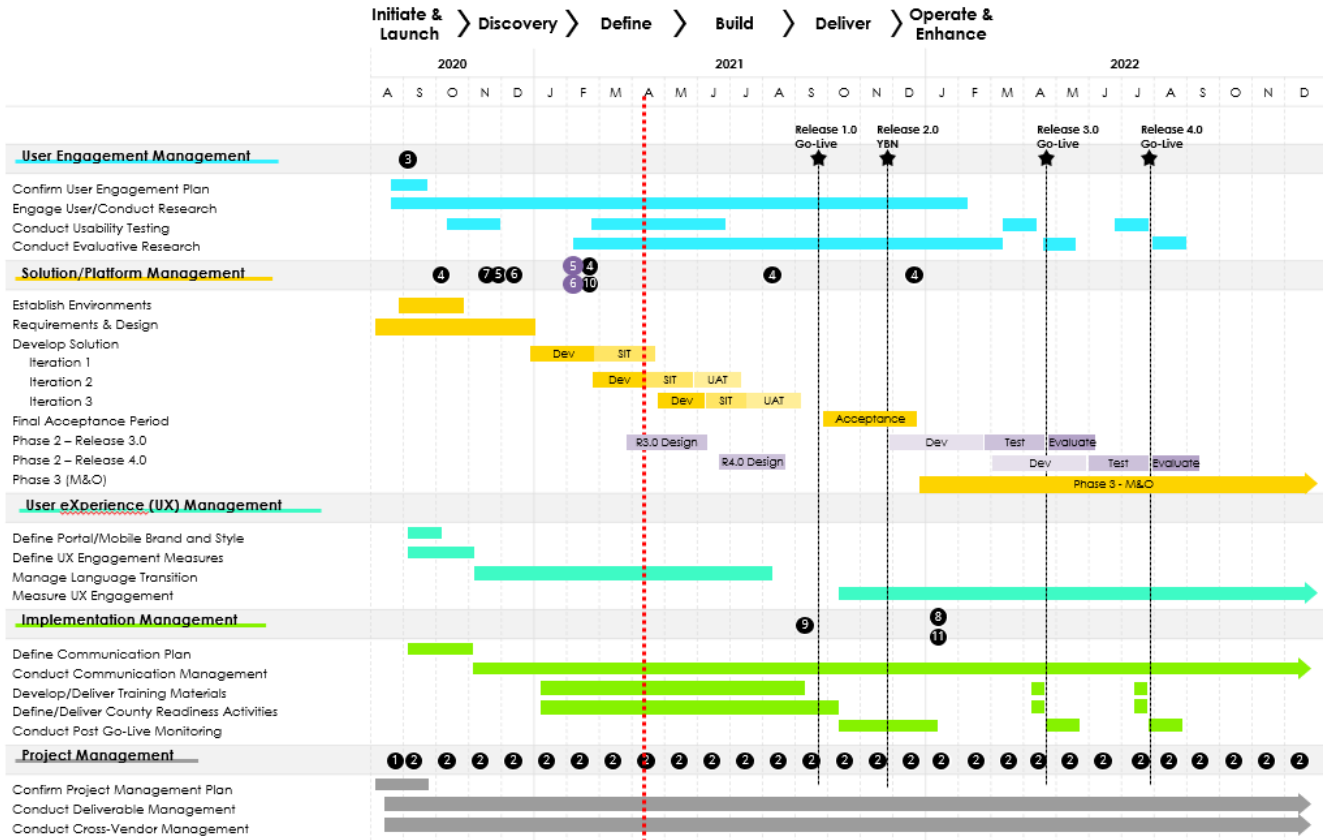 Initiate & Launch Discovery Define Build Deliver Operate & Enhance
2020 2021 2022
A S O N D J F M A M J J A S O N D J F M A M J J A S O N D
Release 1.0 Go-Live Release 2.0 YBN Release 3.0 Go-Live Release 4.0 Go-Live
User Engagement Management 3
Confirm User Engagement Plan
Engage User/Conduct Research
Conduct Usability Testing
Conduct Evaluative Research
Solution/Platform Management 4 7 5 6 5 4 6 10 4 4
Establish Environments
Requirements & Design
Develop Solution
Iteration 1 Dev SIT
Iteration 2 Dev SIT UAT
Iteration 3 Dev SIT UAT
Final Acceptance Period Acceptance
Phase 2 – Release 3.0 R3.0 Design Dev Test Evaluate
Phase 2 – Release 4.0 R4.0 Design Dev Test Evaluate
Phase 3 (M&O) Phase 3 - M&O
User eXperience (UX) Management
Define Portal/Mobile Brand and Style
Define UX Engagement Measures
Manage Language Transition
Measure UX Engagement
Implementation Management 9 8 11
Define Communication Plan
Conduct Communication Management
Develop/Deliver Training Materials
Define/Deliver County Readiness Activities
Conduct Post Go-Live Monitoring
Project Management 1 2 2 2 2 2 2 2 2 2 2 2 2 2 2 2 2 2 2 2 2 2 2 2 2 2 2 2 2
Confirm Project Management Plan
Conduct Deliverable Management
Conduct Cross-Vendor Management